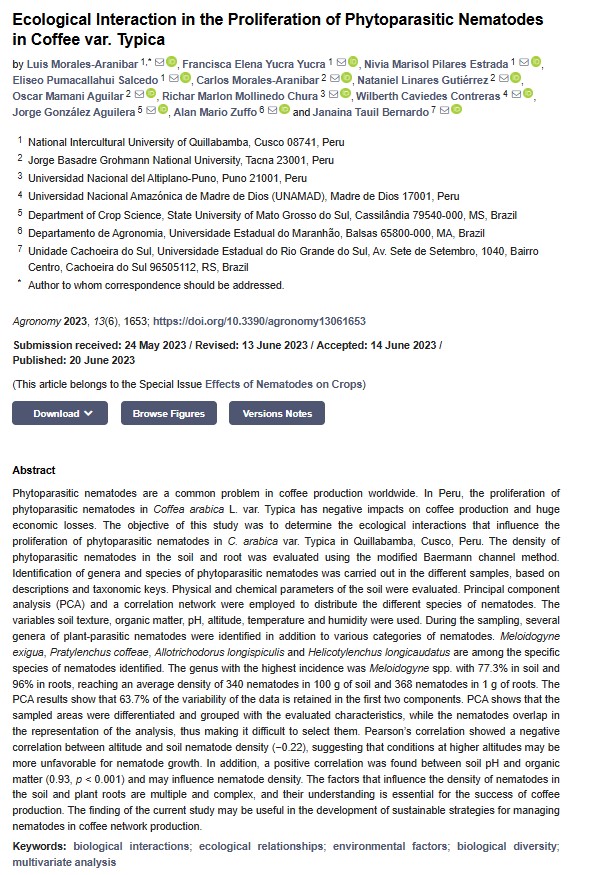 Ecological Interaction in the Proliferation of Phytoparasitic Nematodes
in Coffee var. Typica
by Luis Morales-Aranibar 1,*, Francisca Elena Yucra Yucra 1, Nivia Marisol Pilares Estrada 1,
Eliseo Pumacallahui Salcedo 1, Carlos Morales-Aranibar 2, Nataniel Linares Gutiérrez 2,
Oscar Mamani Aguilar 2, Richar Marlon Mollinedo Chura 3, Wilberth Caviedes Contreras 4,
Jorge González Aguilera 5, Alan Mario Zuffo 6 and Janaina Tauil Bernardo 7
1 National Intercultural University of Quillabamba, Cusco 08741, Peru
2 Jorge Basadre Grohmann National University, Tacna 23001, Peru
3 Universidad Nacional del Altiplano-Puno, Puno 21001, Peru
4 Universidad Nacional Amazónica de Madre de Dios (UNAMAD), Madre de Dios 17001, Peru
5 Department of Crop Science, State University of Mato Grosso do Sul, Cassilândia 79540-000, MS, Brazil
6 Departamento de Agronomia, Universidade Estadual do Maranhão, Balsas 65800-000, MA, Brazil
7 Unidade Cachoeira do Sul, Universidade Estadual do Rio Grande do Sul, Av. Sete de Setembro, 1040, Bairro
Centro, Cachoeira do Sul 96505112, RS, Brazil
* Author to whom correspondence should be addressed.
Agronomy 2023, 13(6), 1653; https://doi.org/10.3390/agronomy13061653
Submission received: 24 May 2023 / Revised: 13 June 2023 / Accepted: 14 June 2023 /
Published: 20 June 2023
(This article belongs to the Special Issue Effects of Nematodes on Crops)
Download Browse Figures Versions Notes
Abstract
Phytoparasitic nematodes are a common problem in coffee production worldwide. In Peru, the proliferation of
phytoparasitic nematodes in Coffea arabica L. var. Typica has negative impacts on coffee production and huge
economic losses. The objective of this study was to determine the ecological interactions that influence the
proliferation of phytoparasitic nematodes in C. arabica var. Typica in Quillabamba, Cusco, Peru. The density of
phytoparasitic nematodes in the soil and root was evaluated using the modified Baermann channel method.
Identification of genera and species of phytoparasitic nematodes was carried out in the different samples, based on
descriptions and taxonomic keys. Physical and chemical parameters of the soil were evaluated. Principal component
analysis (PCA) and a correlation network were employed to distribute the different species of nematodes. The
variables soil texture, organic matter, pH, altitude, temperature and humidity were used. During the sampling, several
genera of plant-parasitic nematodes were identified in addition to various categories of nematodes. Meloidogyne
exigua, Pratylenchus coffeae, Allotrichodorus longispiculis and Helicotylenchus longicaudatus are among the specific
species of nematodes identified. The genus with the highest incidence was Meloidogyne spp. with 77.3% in soil and
96% in roots, reaching an average density of 340 nematodes in 100 g of soil and 368 nematodes in 1 g of roots. The
PCA results show that 63.7% of the variability of the data is retained in the first two components. PCA shows that the
sampled areas were differentiated and grouped with the evaluated characteristics, while the nematodes overlap in
the representation of the analysis, thus making it difficult to select them. Pearson's correlation showed a negative
correlation between altitude and soil nematode density (−0.22), suggesting that conditions at higher altitudes may be
more unfavorable for nematode growth. In addition, a positive correlation was found between soil pH and organic
matter (0.93, p < 0.001) and may influence nematode density. The factors that influence the density of nematodes in
the soil and plant roots are multiple and complex, and their understanding is essential for the success of coffee
production. The finding of the current study may be useful in the development of sustainable strategies for managing
nematodes in coffee network production.
Keywords: biological interactions; ecological relationships; environmental factors; biological diversity;
multivariate analysis